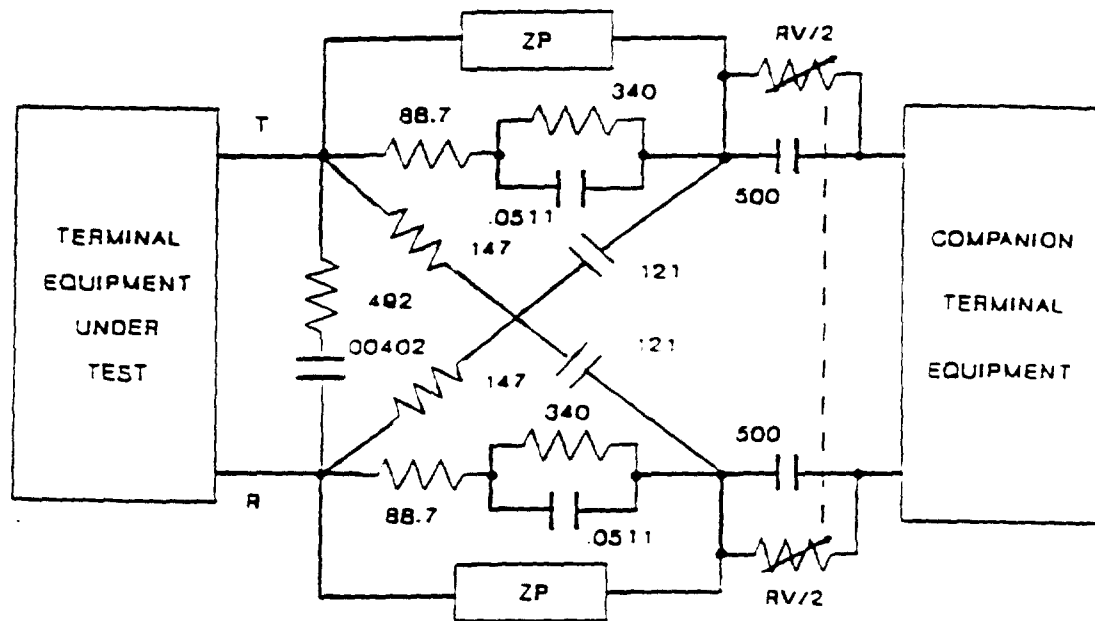 ZP
RV/2
340
88.7
T
.0511
500
147
121
TERMINAL
EQUIPMENT
UNDER
TEST
COMPANION
TERMINAL
EQUIPMENT
492
00402
121
147
340
500
R
88.7
.0511
ZP
RV/2